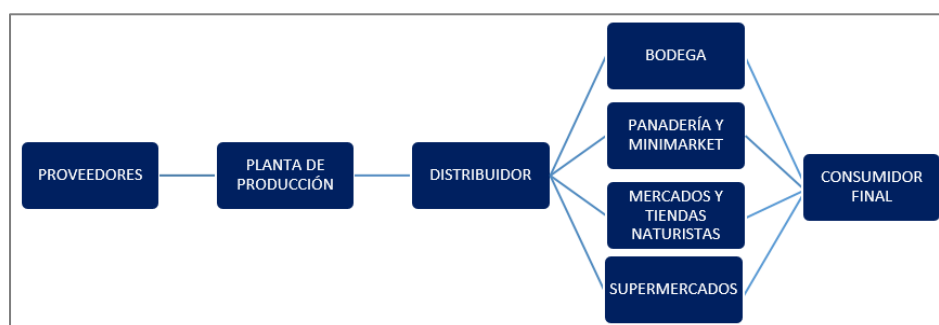 PROVEEDORES
PLANTA DE
PRODUCCIÓN
DISTRIBUIDOR
BODEGA
PANADERÍA Y
MINIMARKET
MERCADOS Y
TIENDAS
NATURISTAS
SUPERMERCADOS
CONSUMIDOR
FINAL